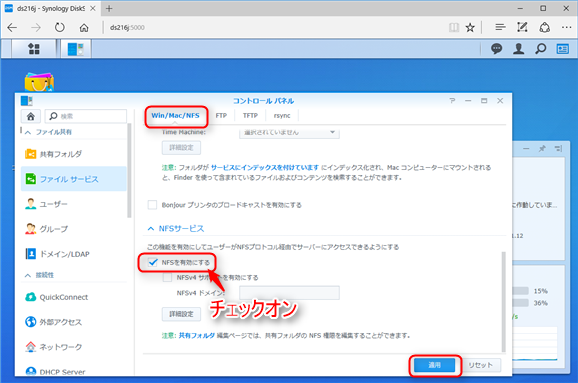 ds216j - Synology DiskS
ds216j:5000
コントロール パネル
検索
Win/Mac/NFS
FTP
TFTP
rsync
ファイル共有
共有フォルダ
ファイル サービス
ユーザー
グループ
ドメイン/LDAP
接続性
QuickConnect
外部アクセス
ネットワーク
DHCP Server
Time Machine:
選択されていません
詳細設定
注意: フォルダが サービスにインデックスを付けています にインデックス化され、Mac コンピューターにマウントされると、
Finder を使って含まれているファイルおよびコンテンツを検索することができます。
Bonjour プリンタのブロードキャストを有効にする
NFSサービス
この機能を有効にしてユーザーがNFSプロトコル経由でサーバーにアクセスできるようにする
NFSを有効にする
NFSv4 サポートを有効にする
NFSv4 ドメイン:
チェックオン
詳細設定
注意: 共有フォルダ 編集ページでは、共有フォルダの NFS 権限を編集することができます。
適用
リセット
に作動していま...
1.12
15%
36%